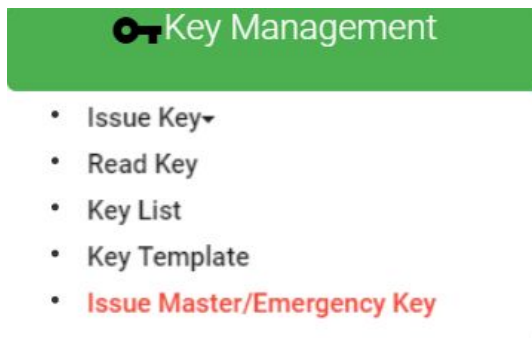 Key Management
Issue Key
Read Key
Key List
Key Template
Issue Master/Emergency Key